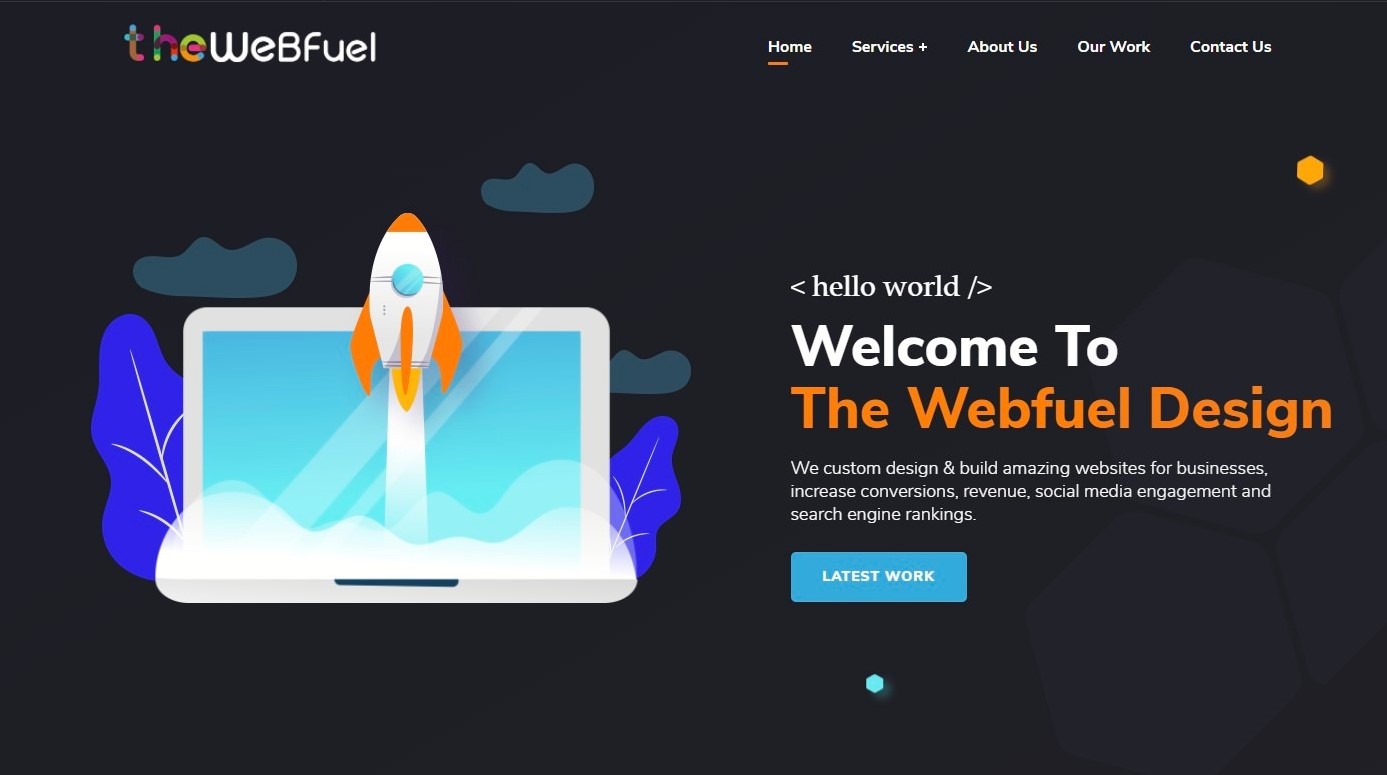 theWeBFuel
Home Services + About Us Our Work Contact Us
< hello world />
Welcome To
The Webfuel Design
We custom design & build amazing websites for businesses,
increase conversions, revenue, social media engagement and
search engine rankings.
LATEST WORK